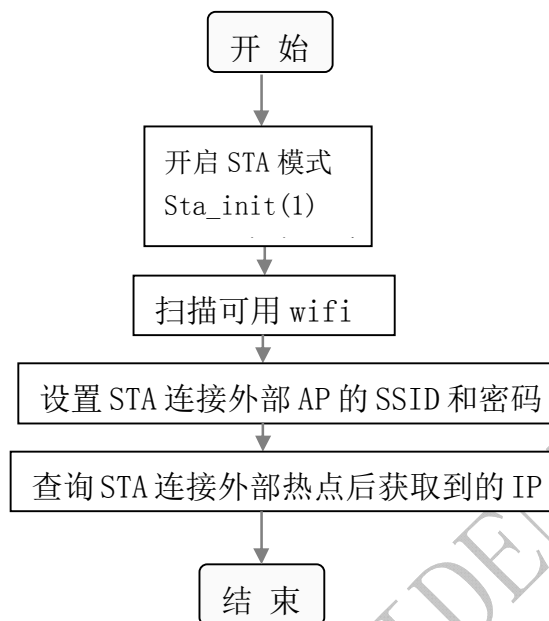 开 始
开启 STA 模式
Sta_init(1)
扫描可用 wifi
设置 STA 连接外部 AP 的 SSID 和密码
查询 STA 连接外部热点后获取到的 IP
结 束